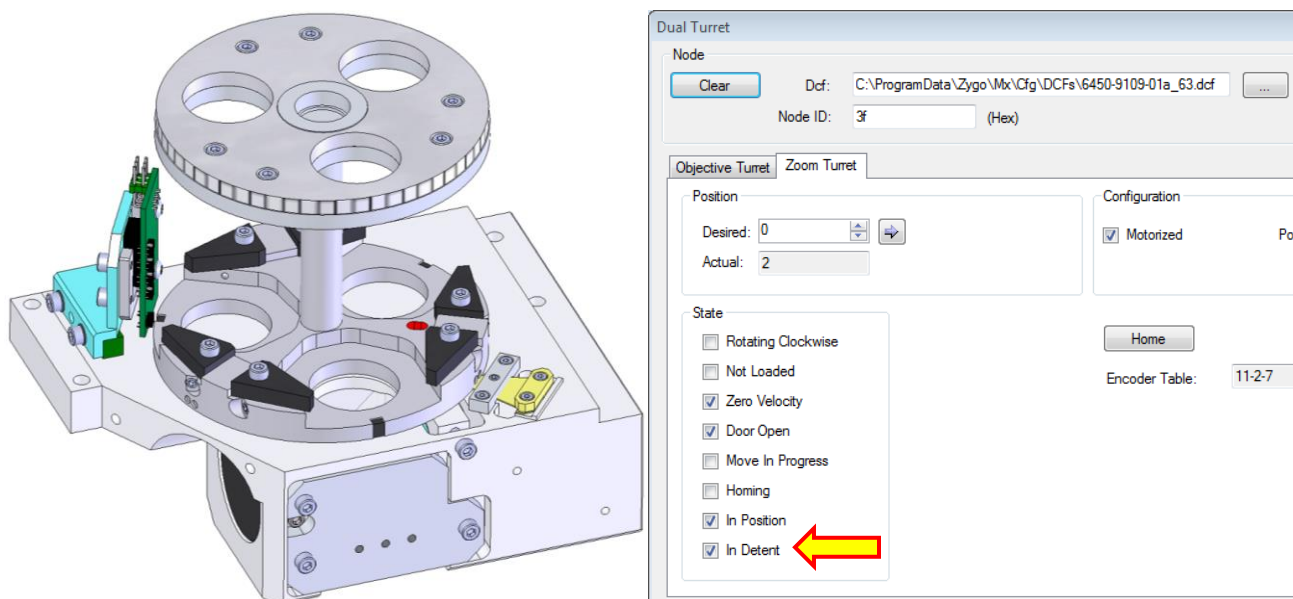 Dual Turret
Node
Clear
Dcf: C:\ProgramData\Zygo\Mx\Cfg\DCFs\6450-9109-01a_63.dcf ...
Node ID: 3f (Hex)
Objective Turret Zoom Turret
Position
Desired: 0
Actual: 2
Configuration
Motorized Po
State
Rotating Clockwise
Not Loaded
Zero Velocity
Door Open
Move In Progress
Homing
In Position
In Detent
Home
Encoder Table: 11-2-7